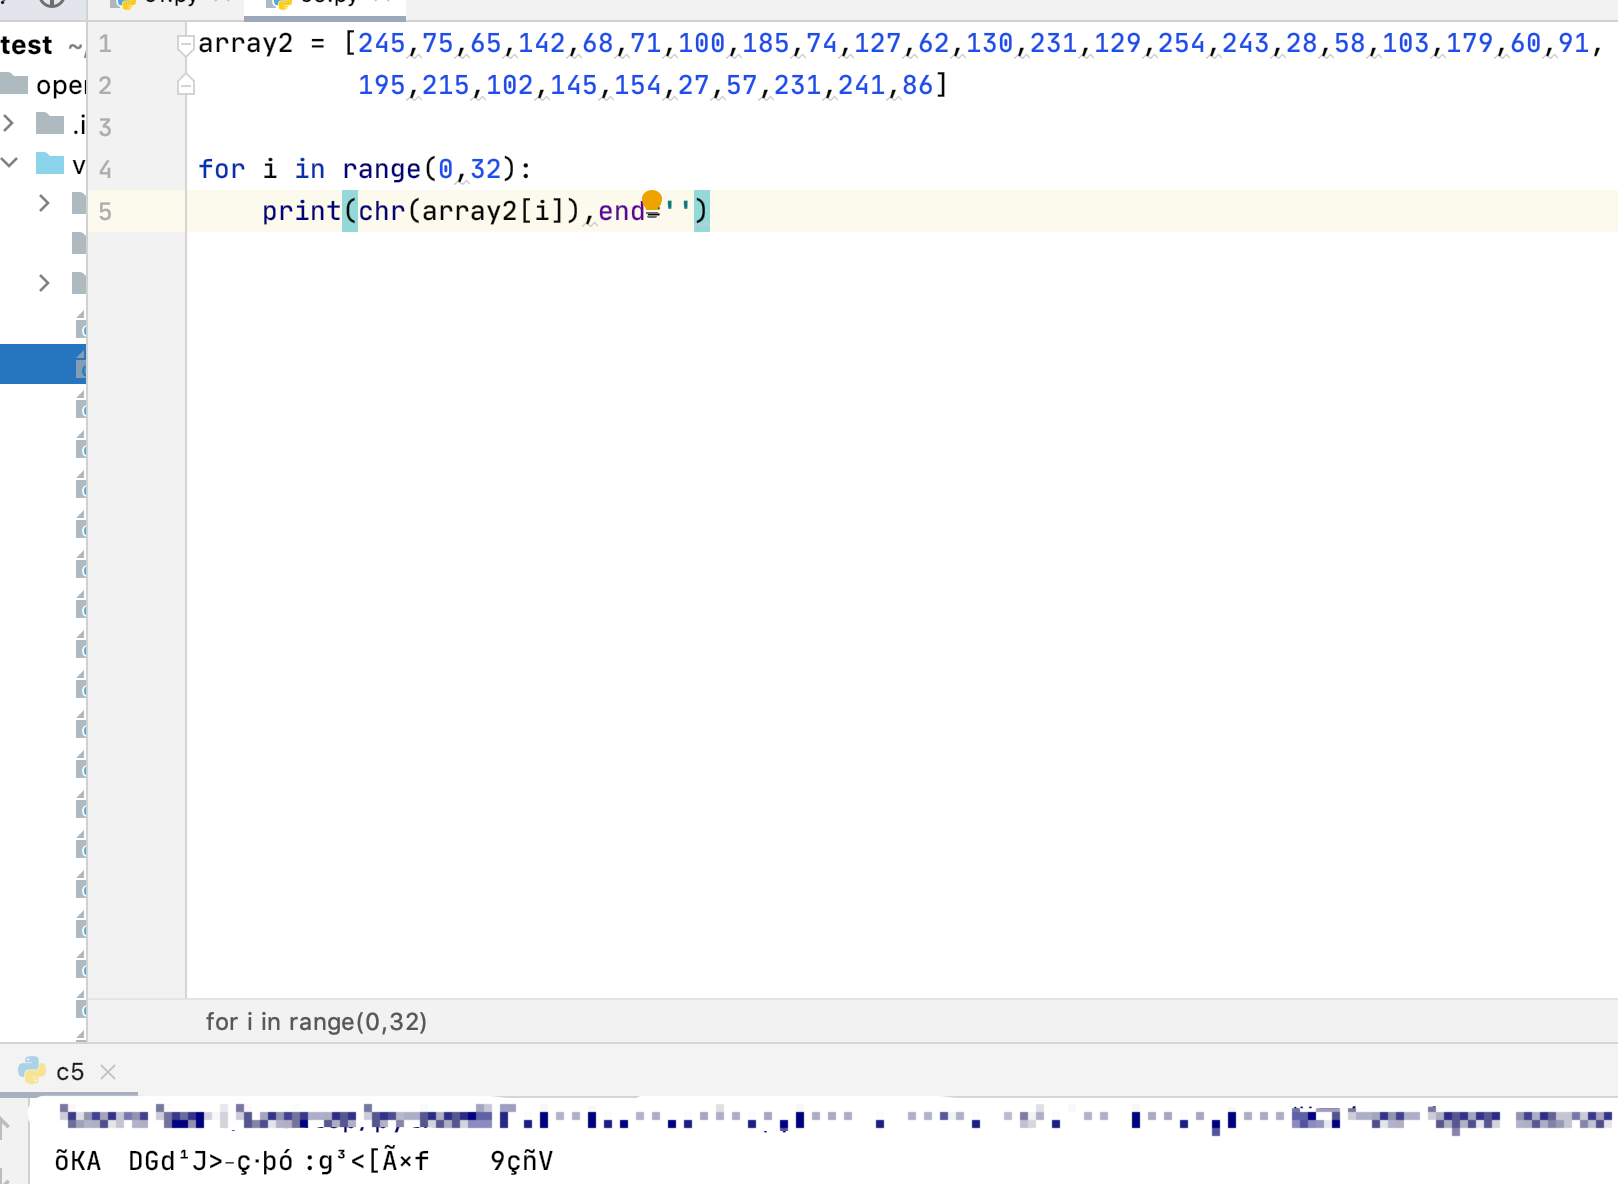 test
1 array2 = [245,75,65,142,68,71,100,185,74,127,62,130,231,129,254,243,28,58,103,179,60,91,
2 195,215,102,145,154,27,57,231,241,86]
3
4 for i in range(0,32):
5 print(chr(array2[i]),end='')
for i in range(0,32)
c5
õKA DGd¹J>-ç·þó :g³<[Ã×f 9çñV